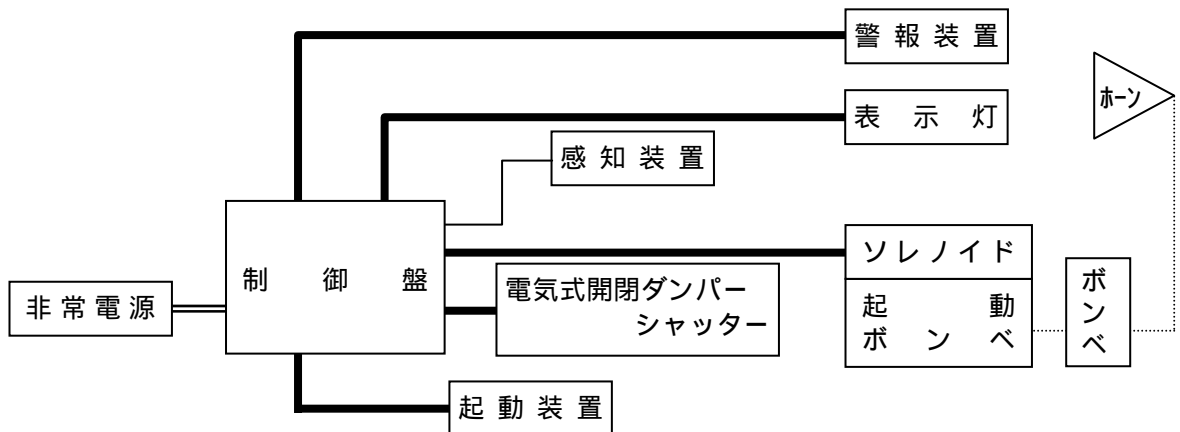 警報装置
ホーン
表示灯
感知装置
ソレノイド
制御盤
電気式開閉ダンパー
シャッター
非常電源
起動
ボンベ
ボンベ
起動装置